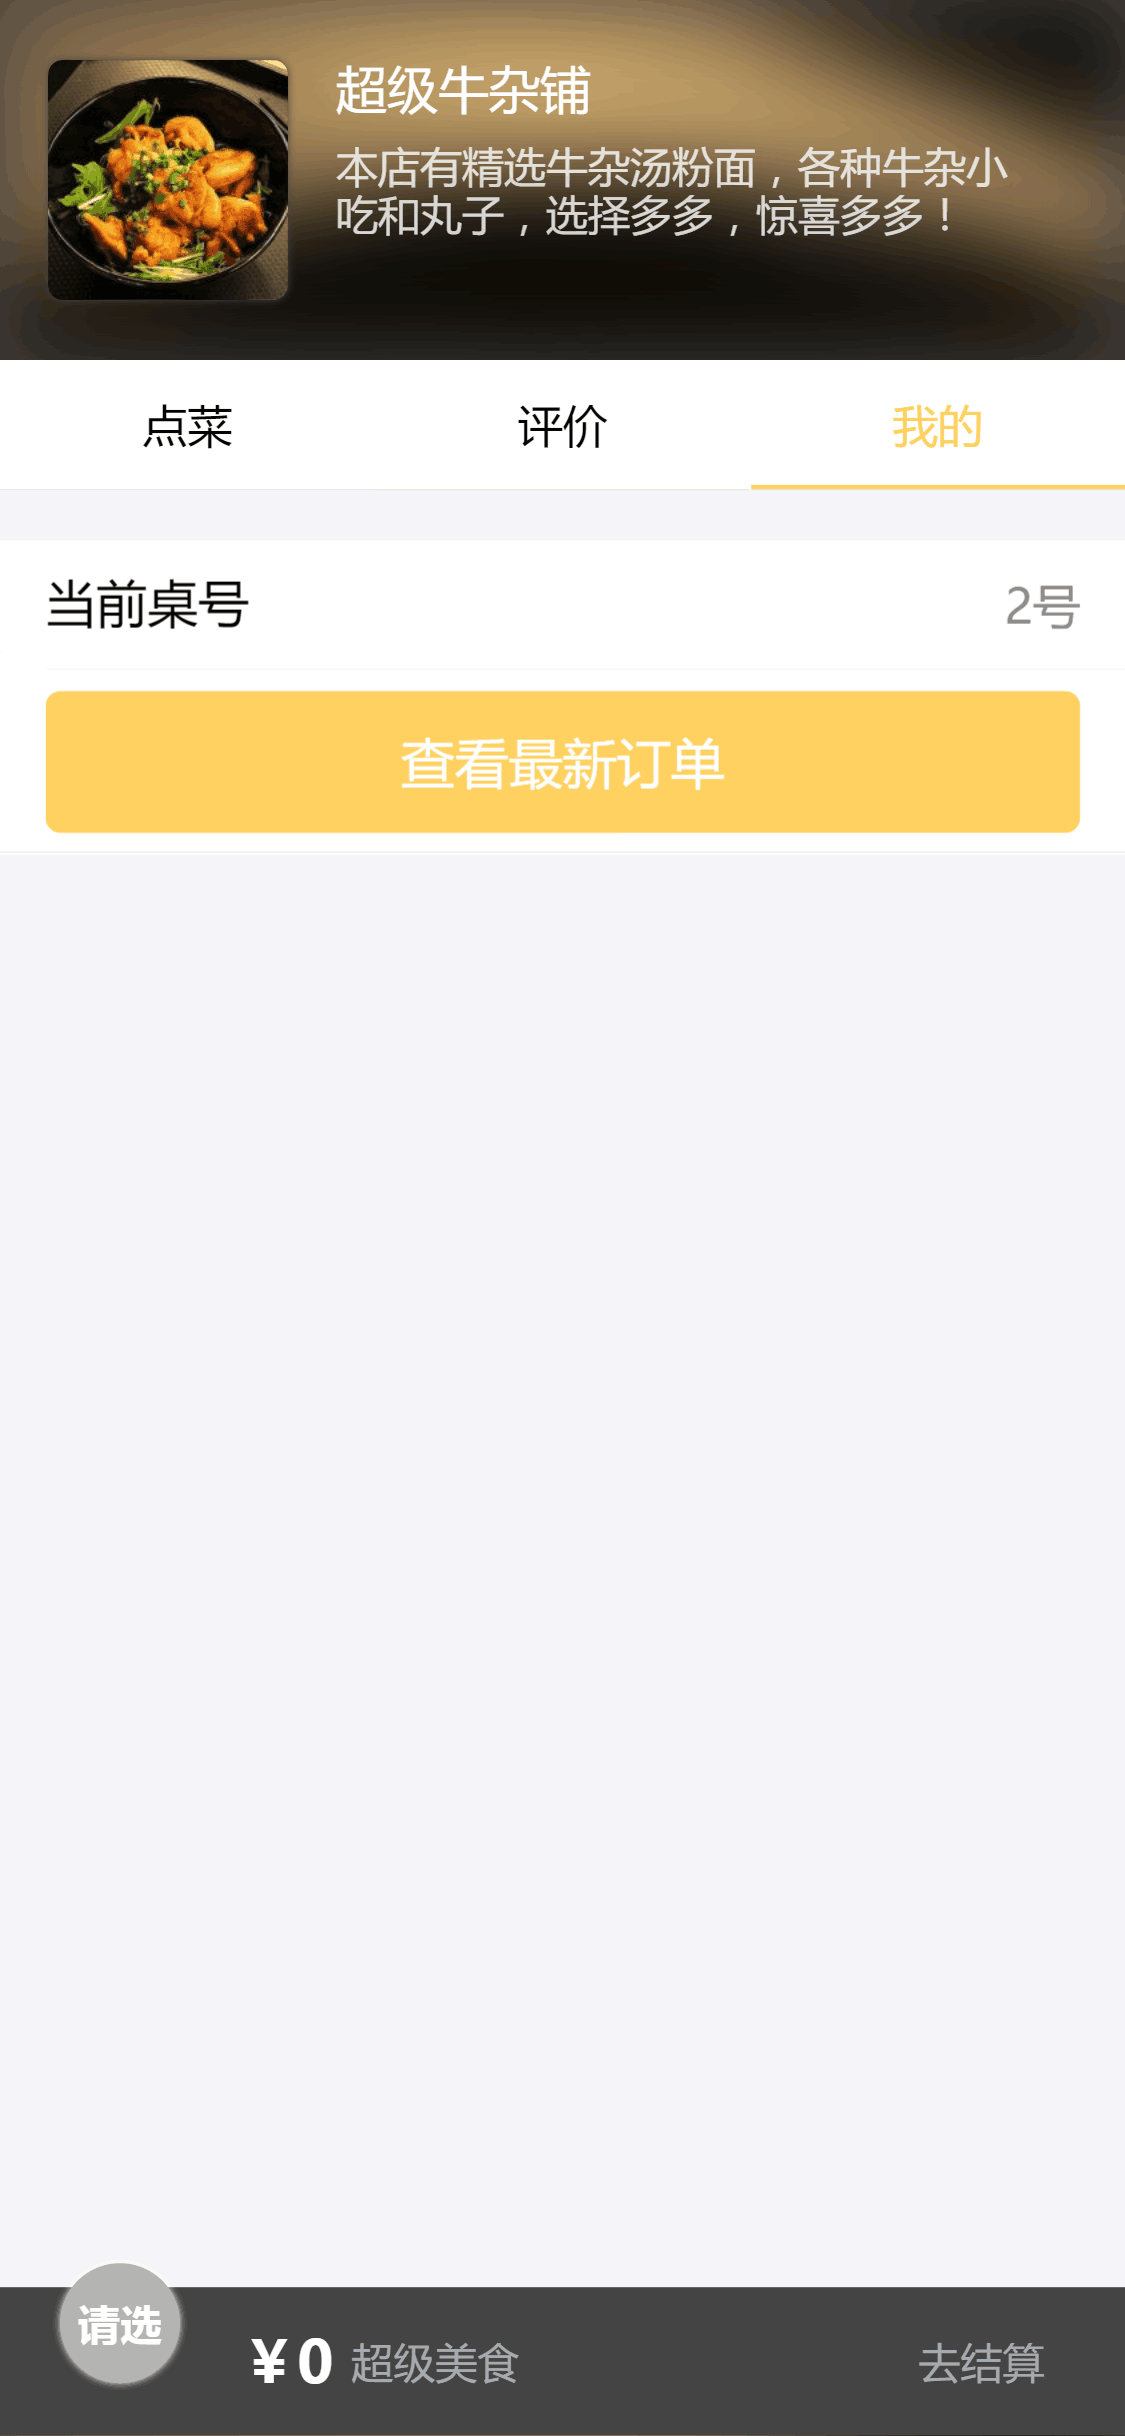 超级牛杂铺
本店有精选牛杂汤粉面，各种牛杂小
吃和丸子，选择多多，惊喜多多！
点菜 评价 我的
当前桌号 2号
查看最新订单
请选 ¥0 超级美食 去结算